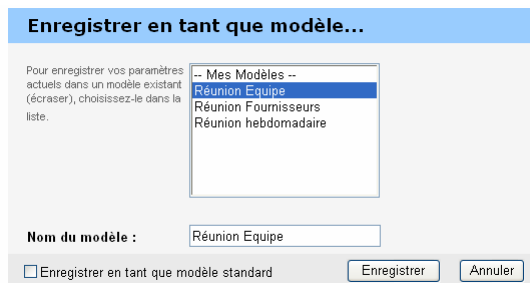 Enregistrer en tant que modèle...
Pour enregistrer vos paramètres
actuels dans un modèle existant
(écraser), choisissez-le dans la
liste.
-- Mes Modèles --
Réunion Equipe
Réunion Fournisseurs
Réunion hebdomadaire
Nom du modèle :
Réunion Equipe
Enregistrer en tant que modèle standard
Enregistrer
Annuler